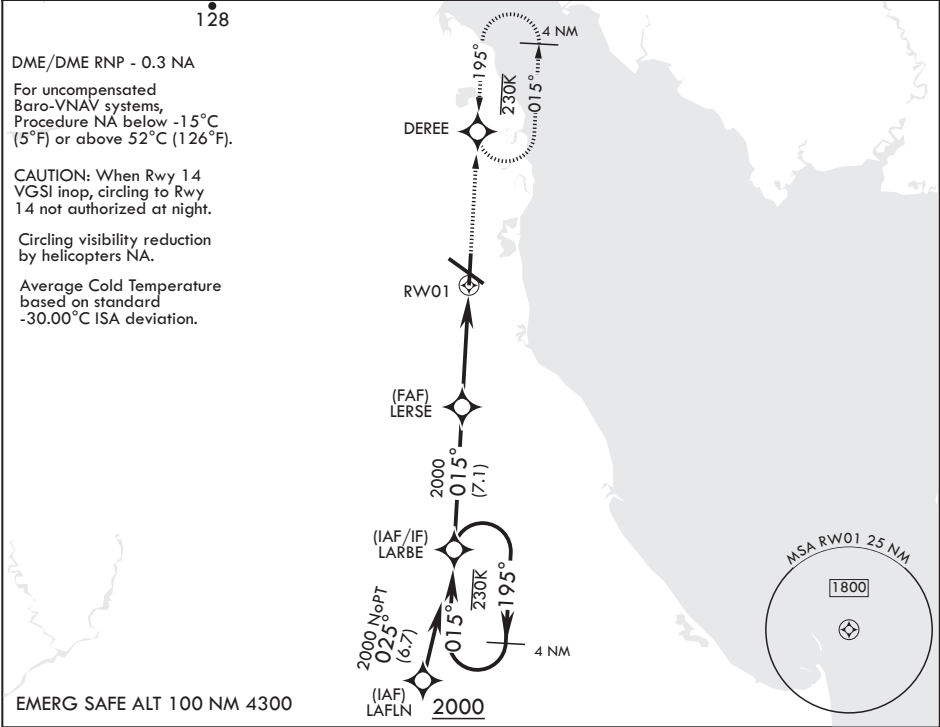 128
DME/DME RNP - 0.3 NA
For uncompensated
Baro-VNAV systems,
Procedure NA below -15°C
(5°F) or above 52°C (126°F).
CAUTION: When Rwy 14
VGSI inop, circling to Rwy
14 not authorized at night.
Circling visibility reduction
by helicopters NA.
Average Cold Temperature
based on standard
-30.00°C ISA deviation.
4 NM
195°
230K
015°
DEREE
RW01
(FAF)
LERSE
2000
015°
(7.1)
(IAF/IF)
LARBE
230K
195°
015°
4 NM
2000 NoPT
025°
(6.7)
(IAF)
LAFLN
2000
MSA RW01 25 NM
1800
EMERG SAFE ALT 100 NM 4300